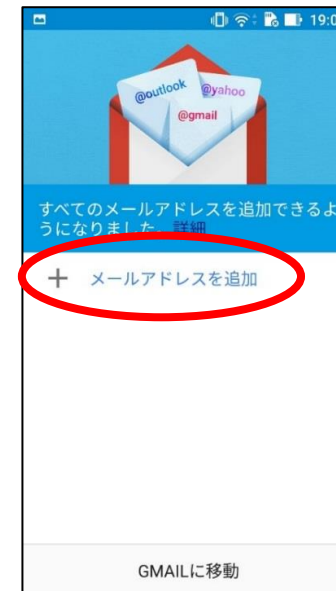 19:0
@outlook
@yahoo
@gmail
すべてのメールアドレスを追加できるよ
うになりました。詳細
+ メールアドレスを追加
GMAILに移動